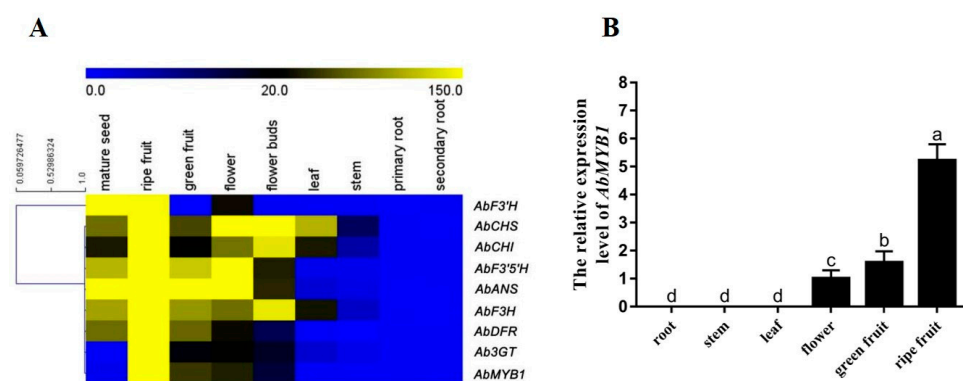 A
0.0
20.0
150.0
0.059726477
0.52986324
1.0
mature seed
ripe fruit
green fruit
flower
flower buds
leaf
stem
primary root
secondary root
AbF3'H
AbCHS
AbCHI
AbF3'5'H
AbANS
AbF3H
AbDFR
Ab3GT
AbMYB1
B
The relative expression
level of AbMYB1
8
7
6
5
4
3
2
1
0
d
d
d
c
b
a
root
stem
leaf
flower
green fruit
ripe fruit